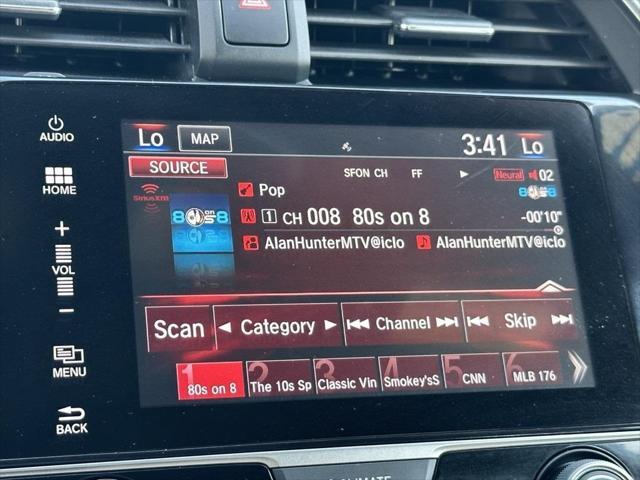 AUDIO
Lo MAP 3:41 Lo
SOURCE SFON CH FF Neural 02
HOME
SiriusXM
Pop
8on8
1 CH 008 80s on 8 -00'10"
AlanHunterMTV@iclo AlanHunterMTV@iclo
+
VOL
−
Scan Category Channel Skip
MENU
1 2 3 4 5 6
80s on 8 The 10s Sp Classic Vin Smokey'sS CNN MLB 176
BACK
CLIMATE